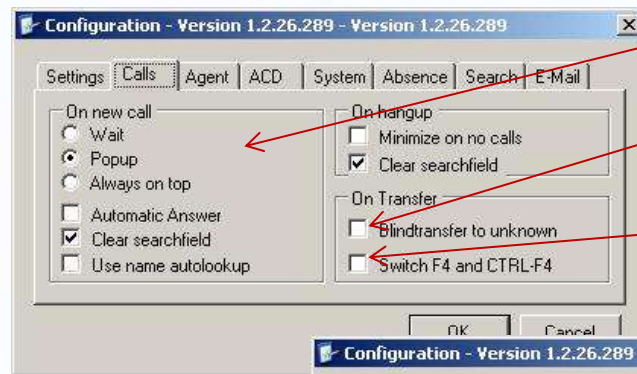 Configuration - Version 1.2.26.289 - Version 1.2.26.289
Settings Calls Agent ACD System Absence Search E-Mail
On new call
Wait
Popup
Always on top
Automatic Answer
Clear searchfield
Use name autolookup
On hangup
Minimize on no calls
Clear searchfield
On Transfer
Blindtransfer to unknown
Switch F4 and CTRL-F4
OK Cancel
Configuration - Version 1.2.26.289